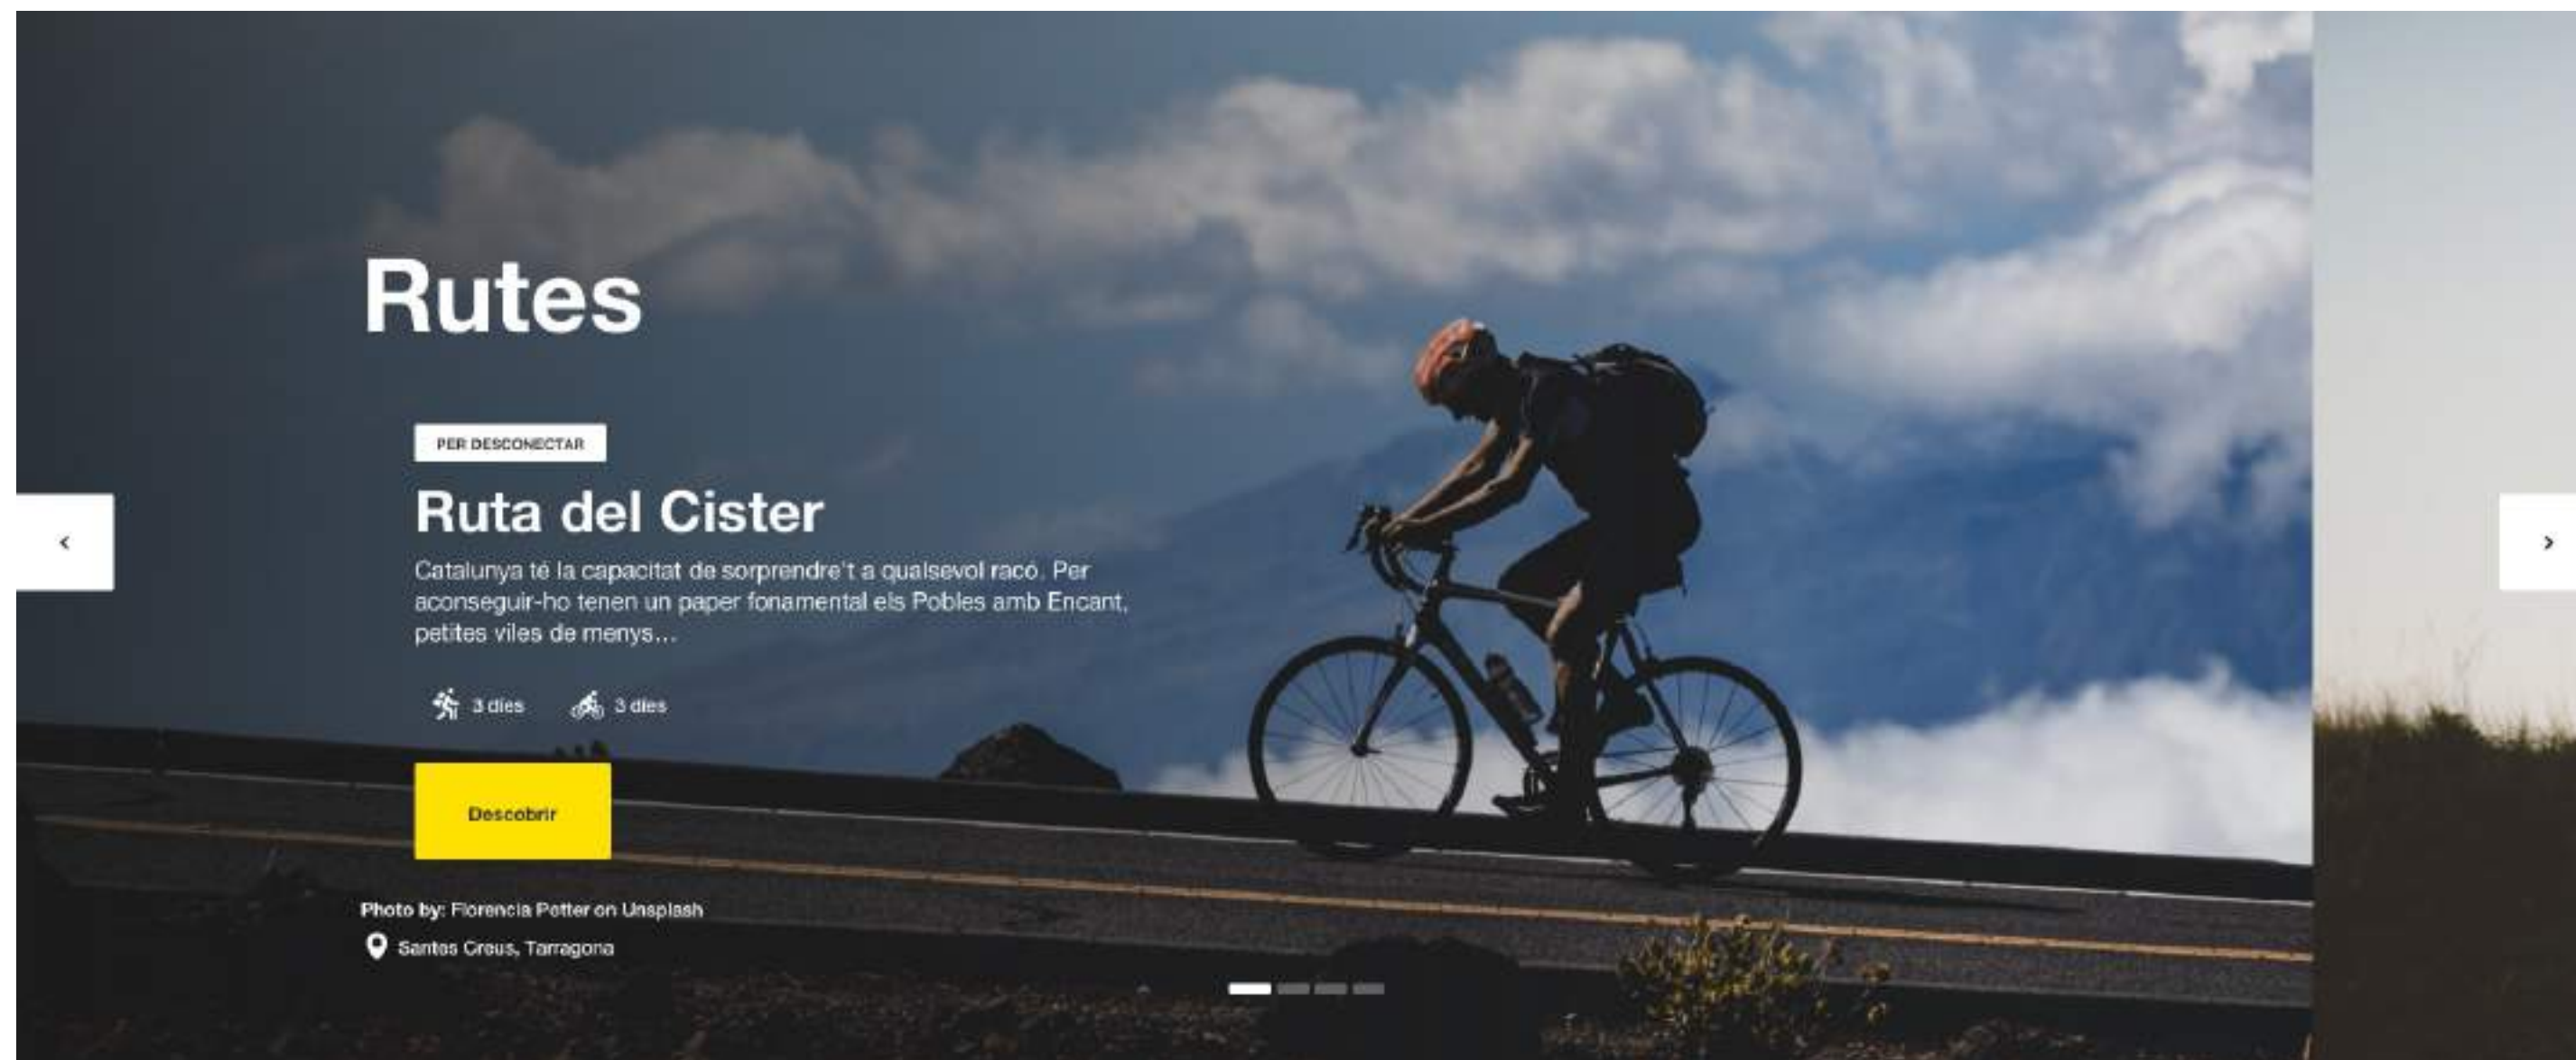 Rutes
PER DESCONECTAR
Ruta del Cister
Catalunya té la capacitat de sorprendre't a qualsevol racó. Per
aconseguir-ho tenen un paper fonamental els Pobles amb Encant,
petites viles de menys...
3 dies 3 dies
Descobrir
Photo by: Florencia Potter on Unsplash
Santes Creus, Tarragona